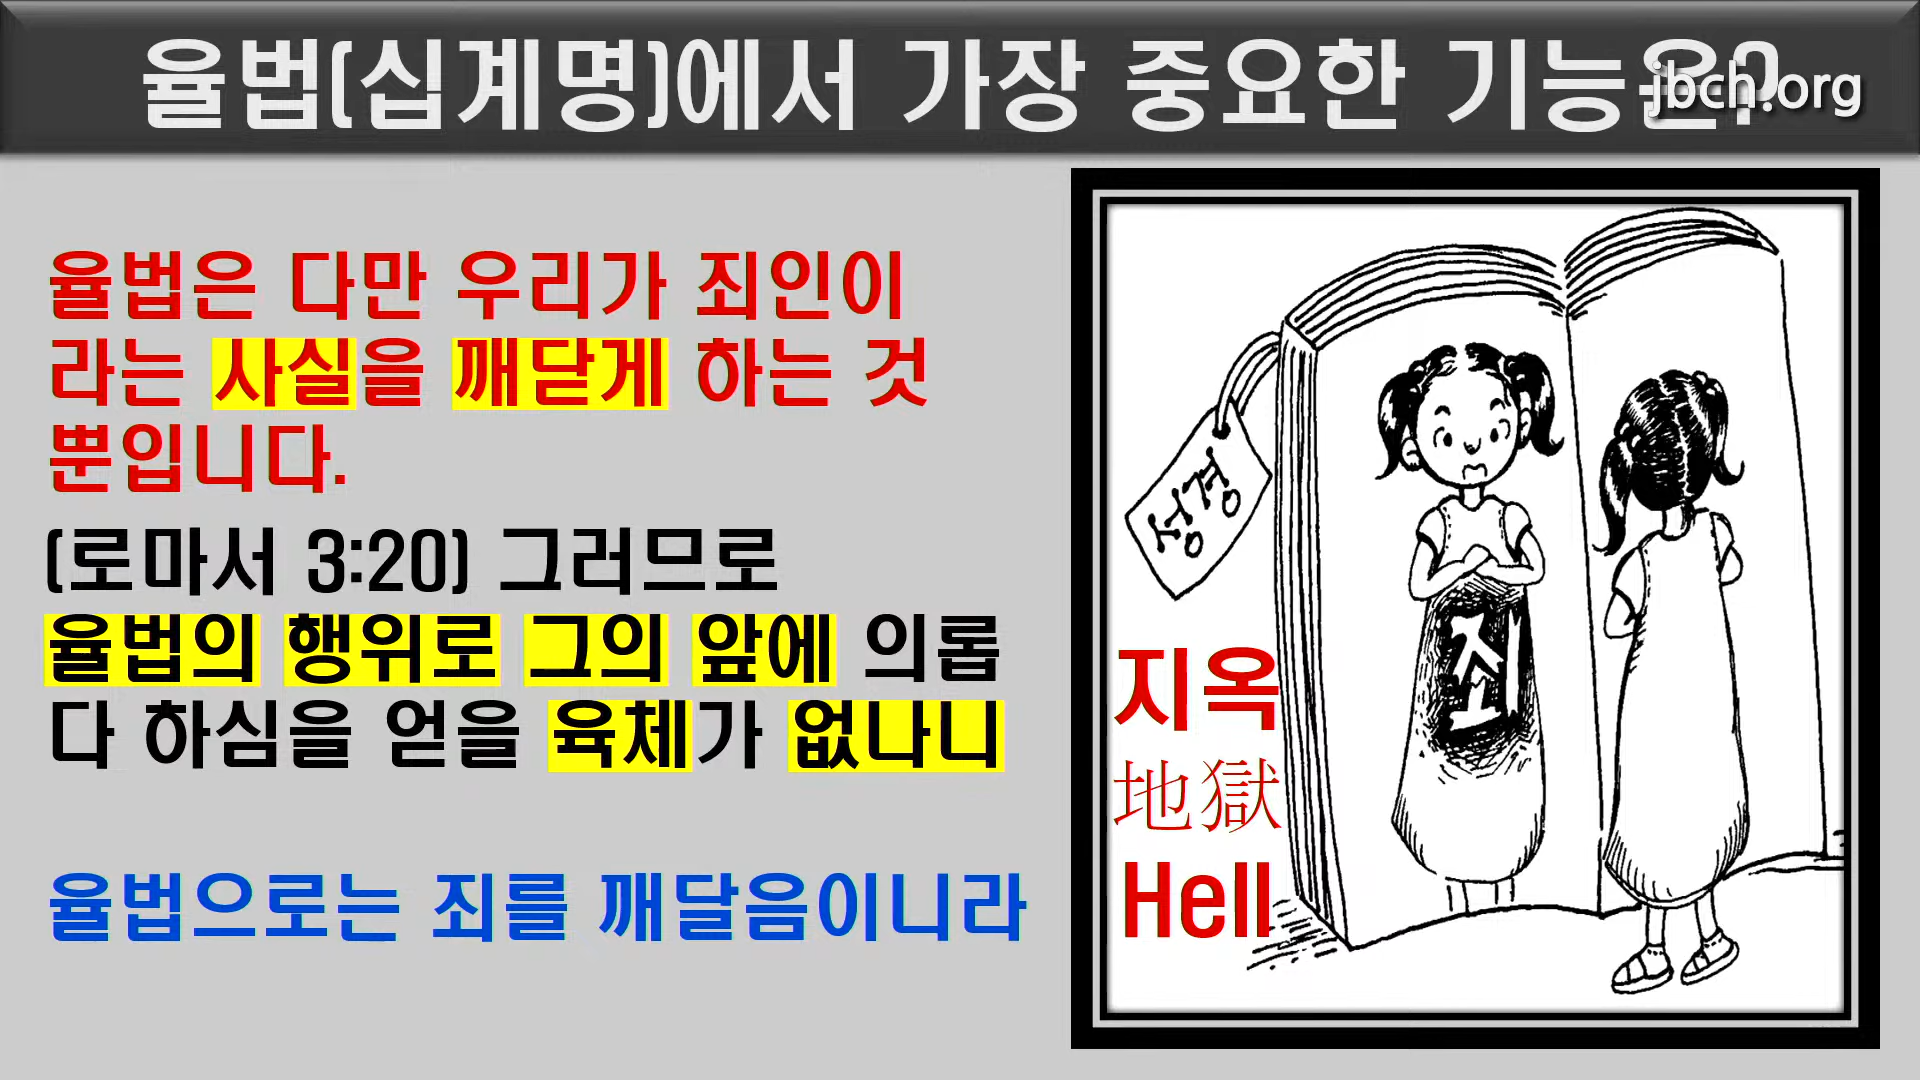 율법(십계명)에서 가장 중요한 기능은?
jbch.org
율법은 다만 우리가 죄인이
라는 사실을 깨닫게 하는 것
뿐입니다.
(로마서 3:20) 그러므로
율법의 행위로 그의 앞에 의롭
다 하심을 얻을 육체가 없나니
율법으로는 죄를 깨달음이니라
성경
죄
지옥
地獄
Hell